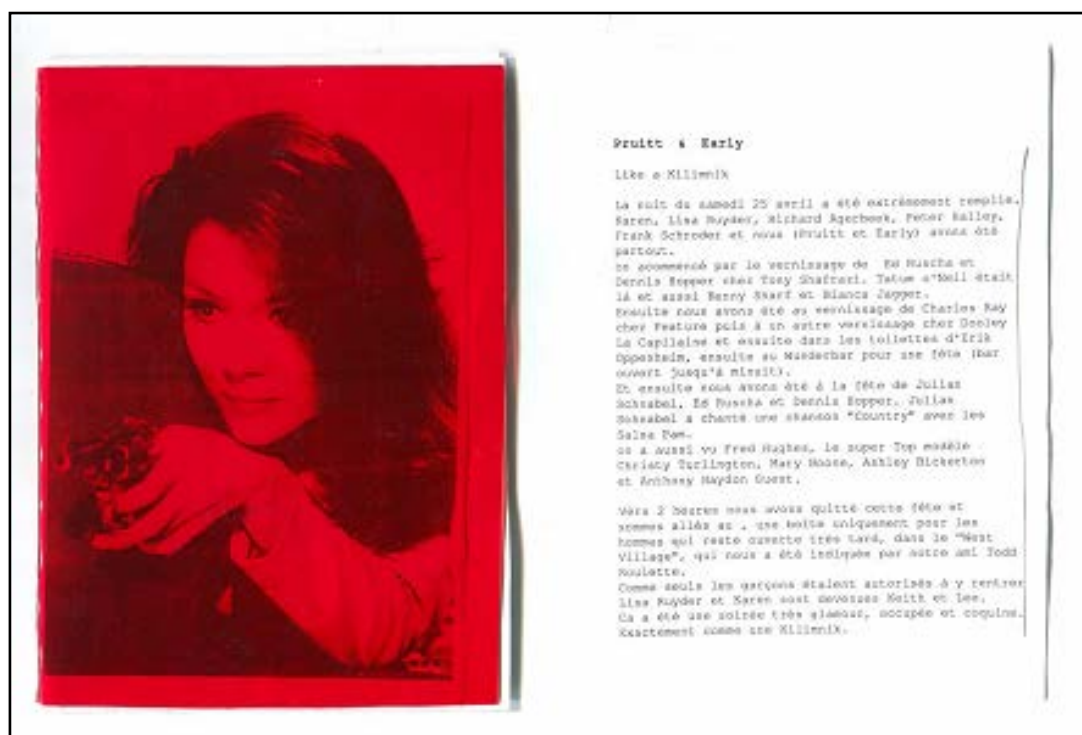 Pruitt & Early
Like a Kilimnik
La nuit du samedi 25 avril a été extrêmement remplie.
Karen, Lisa Ruyder, Richard Agerbeek, Peter Halley,
Frank Schroder et nous (Pruitt et Early) avons été
partout.
on acommencé par le vernissage de Ed Ruscha et
Dennis Hopper chez Tony Shafrazi. Tatum o'Neil était
là et aussi Kenny Sharf et Bianca Jagger.
Ensuite nous avons été au vernissage de Charles Ray
chez Feature puis à un autre vernissage chez Dooley
Le Capilaine et ensuite dans les toilettes d'Erik
Oppenheim, ensuite au Wunderbar pour une fête (bar
ouvert jusqu'à minuit).
Et ensuite nous avons été à la fête de Julian
Schnabel, Ed Ruscha et Dennis Hopper. Julian
Schnabel a chanté une chanson "Country" avec les
Salsa Pam.
on a aussi vu Fred Hughes, le super Top modèle
Christy Turlington, Mary Boone, Ashley Bickerton
et Anthony Haydon Guest.
Vers 2 heures nous avons quitté cette fête et
sommes allés au , une boîte uniquement pour les
hommes qui reste ouverte très tard, dans le "West
Village", qui nous a été indiquée par notre ami Todd
Roulette.
Comme seuls les garçons étaient autorisés à y rentrer
Lisa Ruyder et Karen sont devenues Keith et Lee.
Ca a été une soirée très glamour, occupée et coquine.
Exactement comme une Kilimnik.